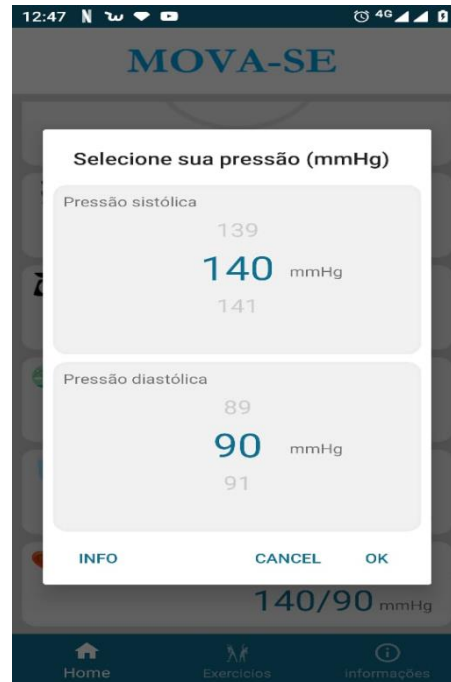 12:47
4G
MOVA-SE
Selecione sua pressão (mmHg)
Pressão sistólica
139
140 mmHg
141
Pressão diastólica
89
90 mmHg
91
INFO CANCEL OK
140/90 mmHg
Home Exercicios informações